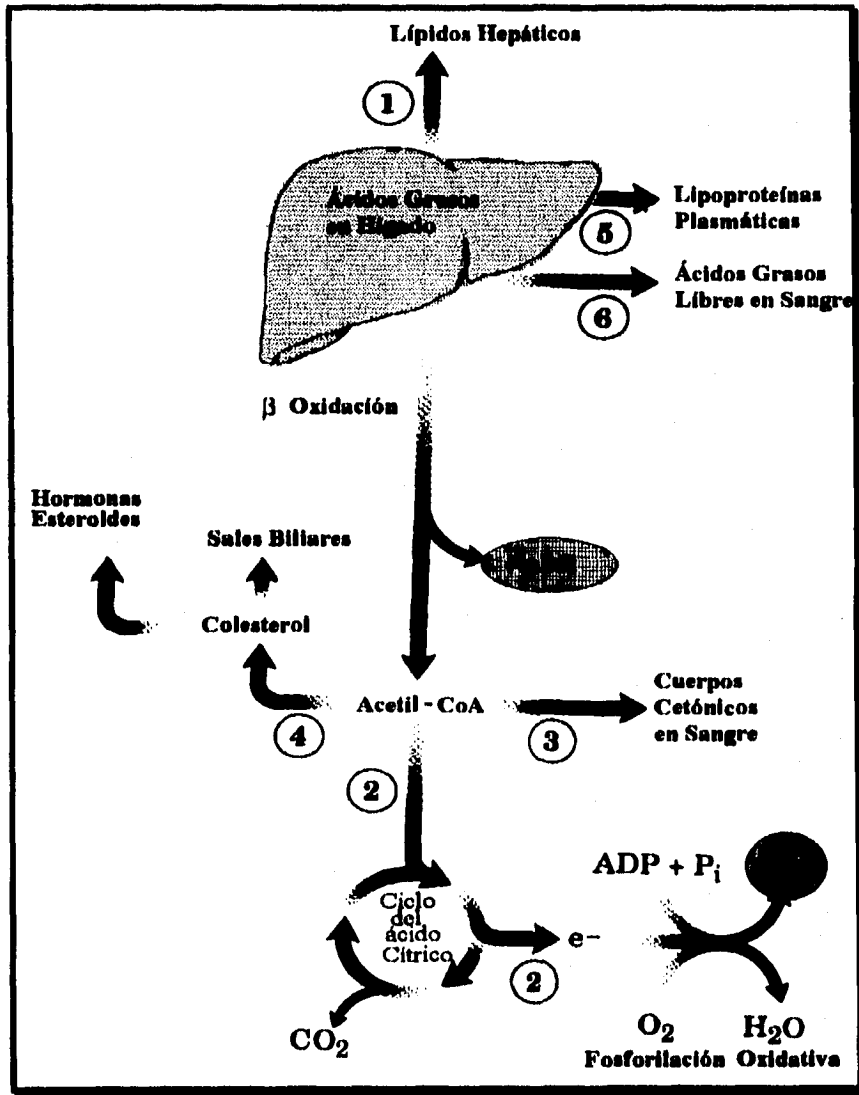 Lípidos Hepáticos
1
Ácidos Grasos
en Hígado
Lipoproteínas
Plasmáticas
5
Ácidos Grasos
Líbres en Sangre
6
β Oxidación
Hormonas
Esteroides
Sales Biliares
Colesterol
Acetil - CoA
4
3
Cuerpos
Cetónicos
en Sangre
2
Ciclo
del
ácido
Cítrico
e-
2
ADP + Pi
CO2
O2
H2O
Fosforilación Oxidativa